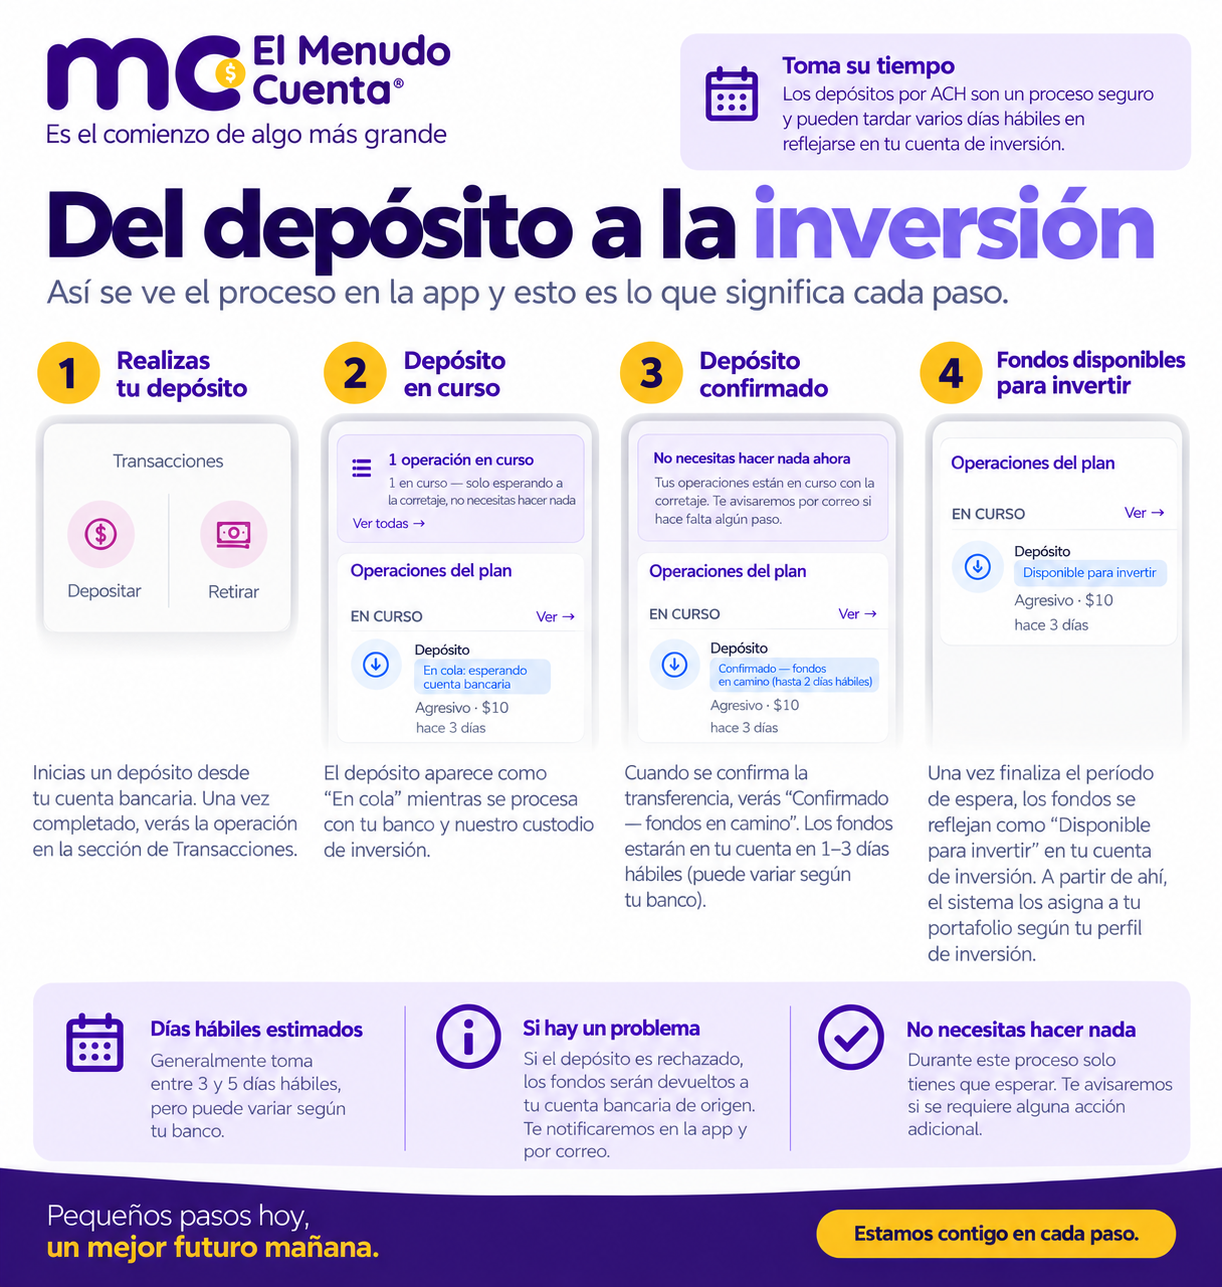 mc El Menudo
Cuenta®
Es el comienzo de algo más grande
Toma su tiempo
Los depósitos por ACH son un proceso seguro
y pueden tardar varios días hábiles en
reflejarse en tu cuenta de inversión.
Del depósito a la inversión
Así se ve el proceso en la app y esto es lo que significa cada paso.
1 Realizas
tu depósito
Transacciones
$
Depositar
Retirar
Inicias un depósito desde
tu cuenta bancaria. Una vez
completado, verás la operación
en la sección de Transacciones.
2 Depósito
en curso
1 operación en curso
1 en curso — solo esperando a
la corretaje, no necesitas hacer nada
Ver todas →
Operaciones del plan
EN CURSO Ver →
Depósito
En cola: esperando
cuenta bancaria
Agresivo · $10
hace 3 días
El depósito aparece como
“En cola” mientras se procesa
con tu banco y nuestro custodio
de inversión.
3 Depósito
confirmado
No necesitas hacer nada ahora
Tus operaciones están en curso con la
corretaje. Te avisaremos por correo si
hace falta algún paso.
Operaciones del plan
EN CURSO Ver →
Depósito
Confirmado — fondos
en camino (hasta 2 días hábiles)
Agresivo · $10
hace 3 días
Cuando se confirma la
transferencia, verás “Confirmado
— fondos en camino”. Los fondos
estarán en tu cuenta en 1–3 días
hábiles (puede variar según
tu banco).
4 Fondos disponibles
para invertir
Operaciones del plan
EN CURSO Ver →
Depósito
Disponible para invertir
Agresivo · $10
hace 3 días
Una vez finaliza el período
de espera, los fondos se
reflejan como “Disponible
para invertir” en tu cuenta
de inversión. A partir de ahí,
el sistema los asigna a tu
portafolio según tu perfil
de inversión.
Días hábiles estimados
Generalmente toma
entre 3 y 5 días hábiles,
pero puede variar según
tu banco.
Si hay un problema
Si el depósito es rechazado,
los fondos serán devueltos a
tu cuenta bancaria de origen.
Te notificaremos en la app y
por correo.
No necesitas hacer nada
Durante este proceso solo
tienes que esperar. Te avisaremos
si se requiere alguna acción
adicional.
Pequeños pasos hoy,
un mejor futuro mañana.
Estamos contigo en cada paso.